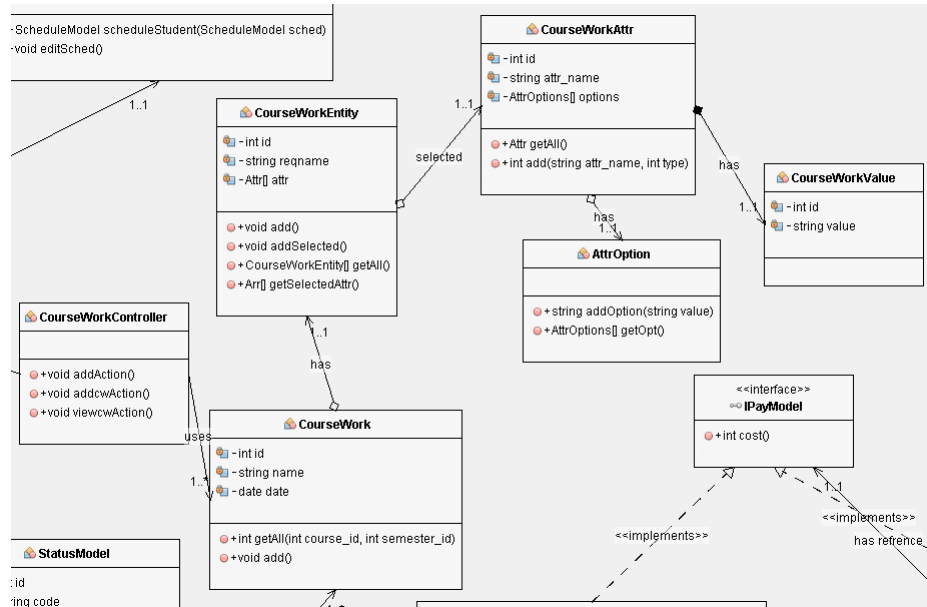 -ScheduleModel scheduleStudent(ScheduleModel sched)
-void editSched()
1..1
CourseWorkAttr
-int id
-string attr_name
-AttrOptions[] options
+Attr getAll()
+int add(string attr_name, int type)
1..1
selected
CourseWorkEntity
-int id
-string reqname
-Attr[] attr
+void add()
+void addSelected()
+CourseWorkEntity[] getAll()
+Arr[] getSelectedAttr()
has
1..1
CourseWorkValue
-int id
-string value
has
1..1
AttrOption
+string addOption(string value)
+AttrOptions[] getOpt()
CourseWorkController
+void addAction()
+void addcwAction()
+void viewcwAction()
1..1
has
uses
1..*
CourseWork
-int id
-string name
-date date
+int getAll(int course_id, int semester_id)
+void add()
<<interface>>
IPayModel
+int cost()
1..1
<<implements>>
<<implements>>
has refrence
StatusModel
id
code